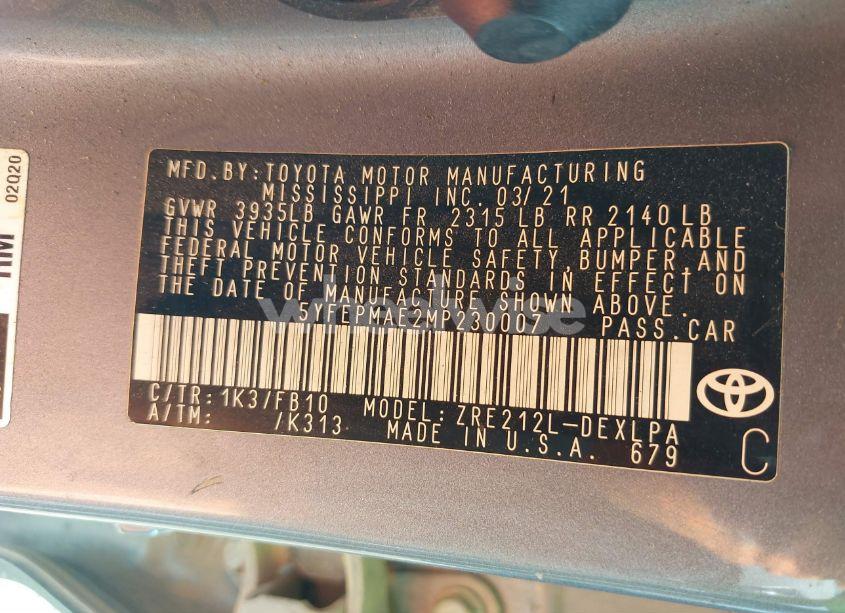 02Q20
MFD.BY:TOYOTA MOTOR MANUFACTURING
MISSISSIPPI INC. 03/21
GVWR 3935LB GAWR FR 2315 LB RR 2140 LB
THIS VEHICLE CONFORMS TO ALL APPLICABLE
FEDERAL MOTOR VEHICLE SAFETY, BUMPER, AND
THEFT PREVENTION STANDARDS IN EFFECT ON
THE DATE OF MANUFACTURE SHOWN ABOVE.
5YFEPMAE2MP230007 PASS.CAR
wheelwise
C/TR: 1K3/FB10 MODEL: ZRE212L-DEXLPA
A/TM: /K313 MADE IN U.S.A. 679
C